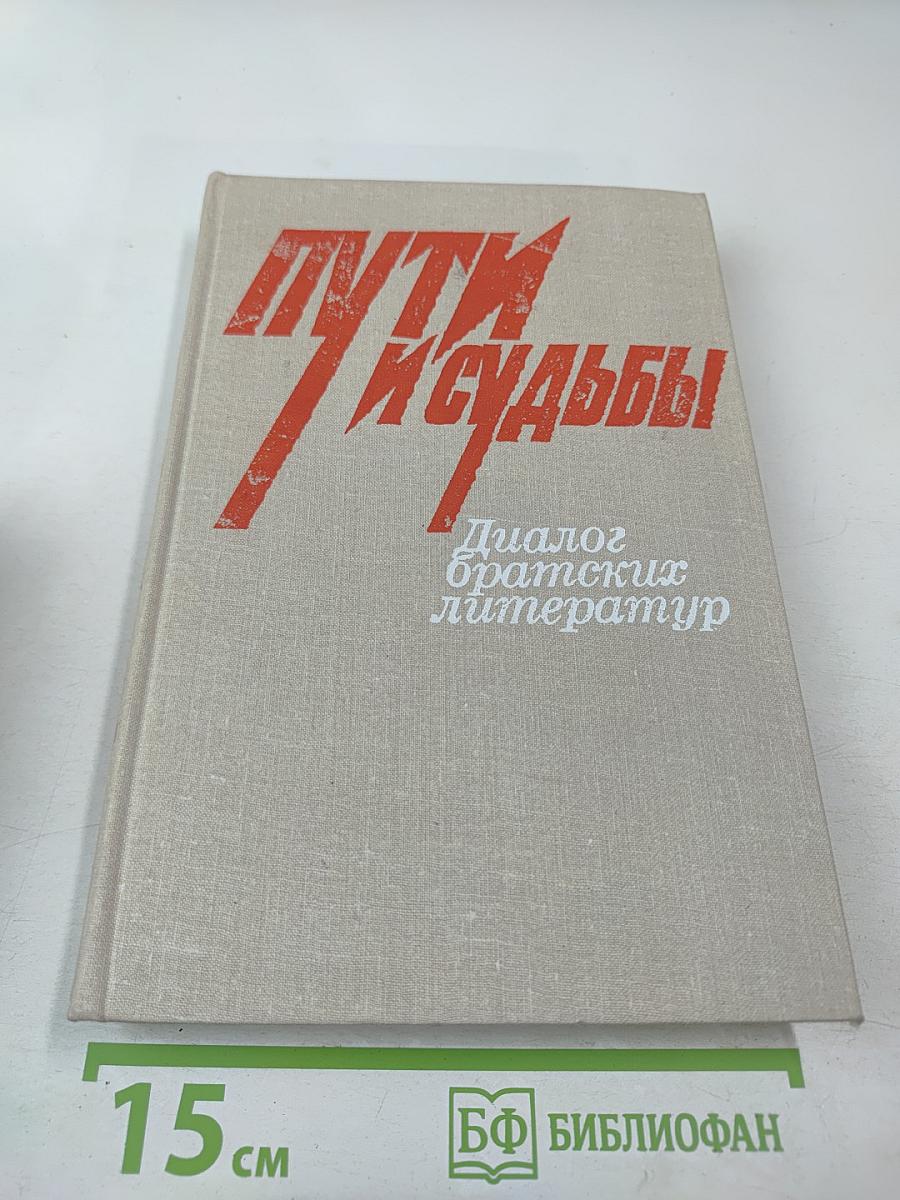 ПУТИ
И СУДЬБЫ
Диалог
братских
литератур
15 см
БФ БИБЛИОФАН